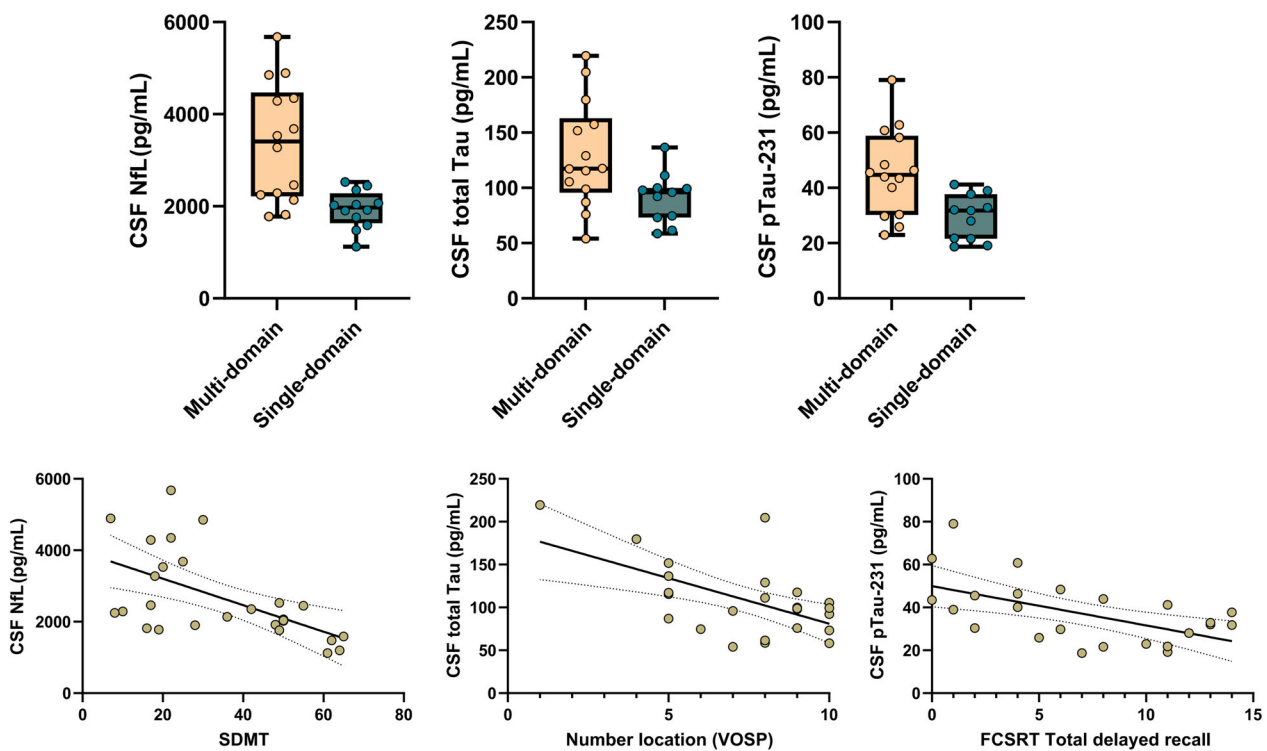 CSF NfL(pg/mL)
6000
4000
2000
0
Multi-domain
Single-domain
CSF total Tau (pg/mL)
250
200
150
100
50
0
Multi-domain
Single-domain
CSF pTau-231 (pg/mL)
100
80
60
40
20
0
Multi-domain
Single-domain
CSF NfL(pg/mL)
6000
4000
2000
0
0 20 40 60 80
SDMT
CSF total Tau (pg/mL)
250
200
150
100
50
0
0 5 10
Number location (VOSP)
CSF pTau-231 (pg/mL)
100
80
60
40
20
0
0 5 10 15
FCSRT Total delayed recall